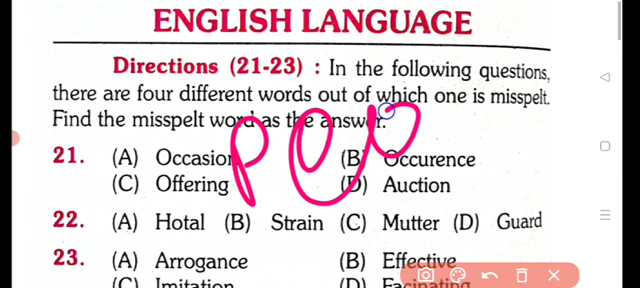 ENGLISH LANGUAGE
Directions (21-23) : In the following questions,
there are four different words out of which one is misspelt.
Find the misspelt word as the answer.
21. (A) Occasion (B) Occurence
(C) Offering (D) Auction
22. (A) Hotal (B) Strain (C) Mutter (D) Guard
23. (A) Arrogance (B) Effective
(C) Imitation (D) Facinating